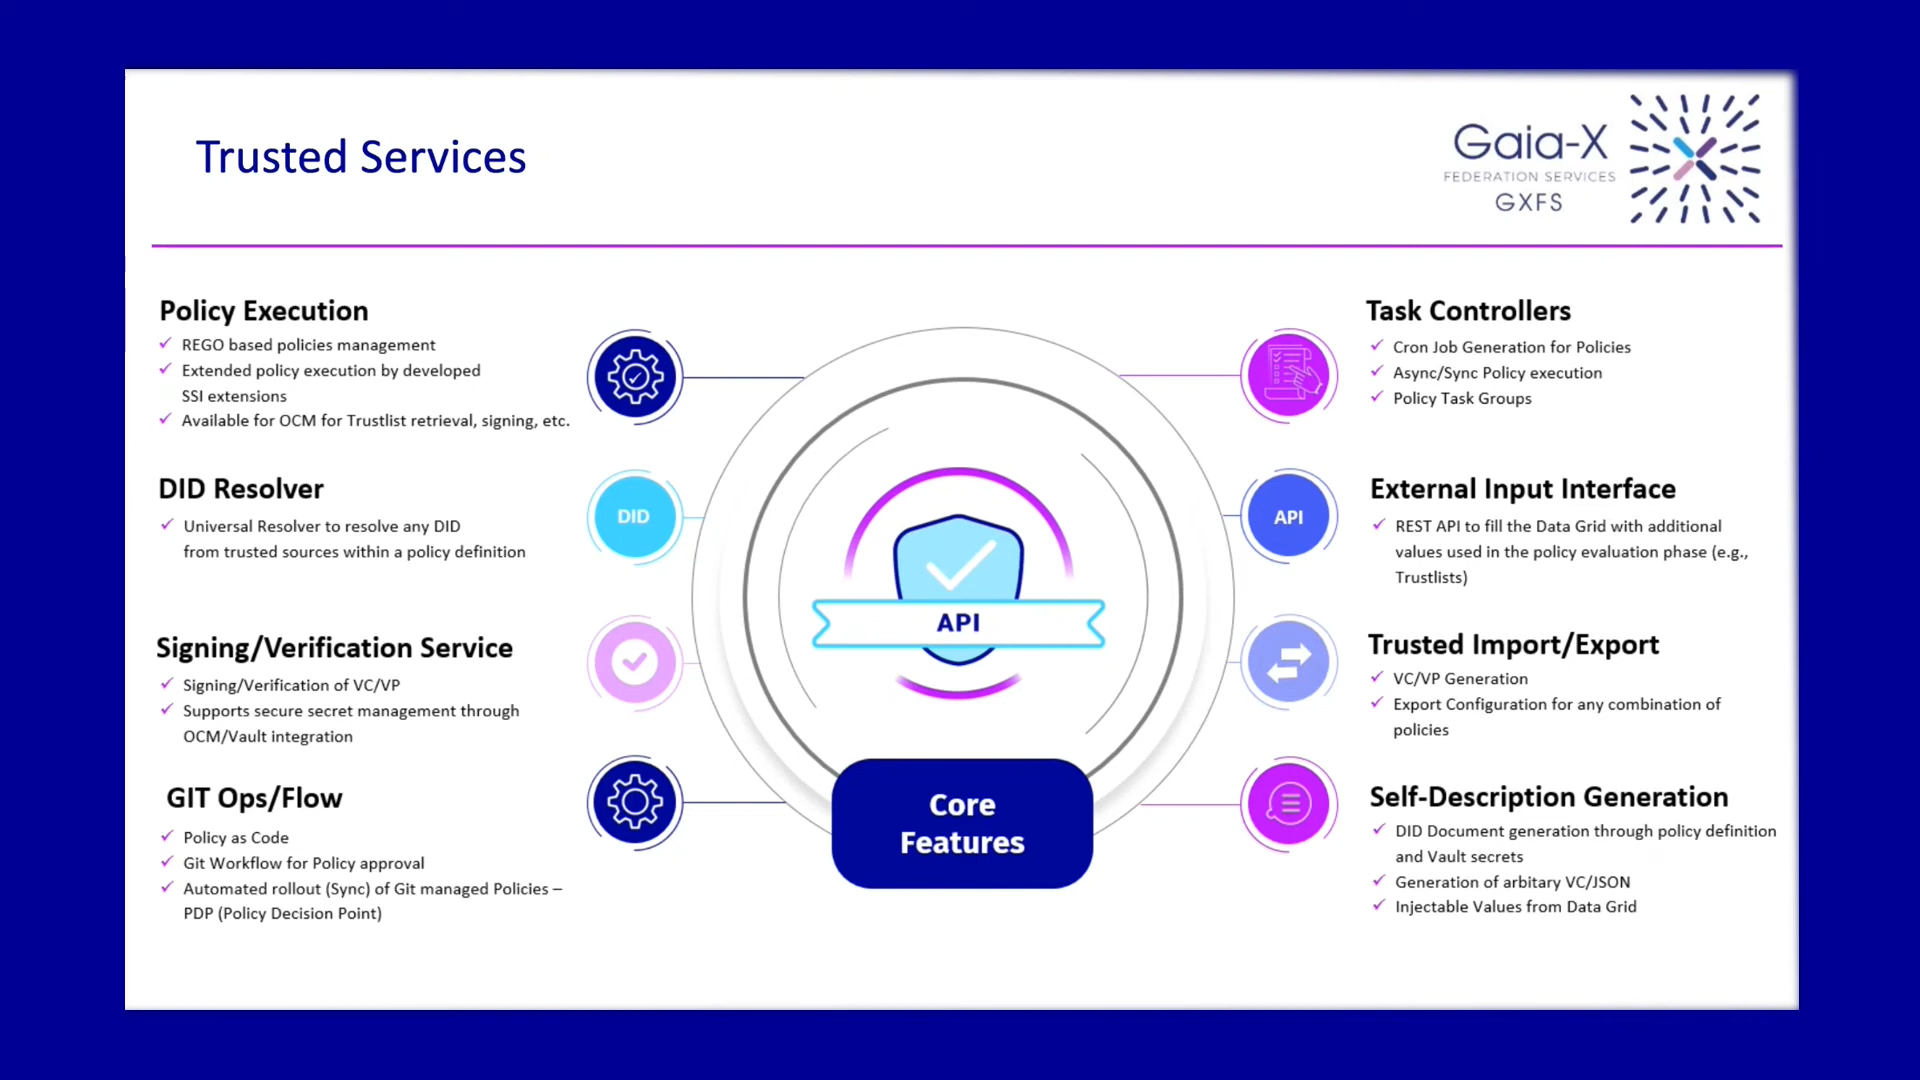 Trusted Services
Gaia-X
FEDERATION SERVICES
GXFS
Policy Execution
REGO based policies management
Extended policy execution by developed
SSI extensions
Available for OCM for Trustlist retrieval, signing, etc.
DID Resolver
Universal Resolver to resolve any DID
from trusted sources within a policy definition
Signing/Verification Service
Signing/Verification of VC/VP
Supports secure secret management through
OCM/Vault integration
GIT Ops/Flow
Policy as Code
Git Workflow for Policy approval
Automated rollout (Sync) of Git managed Policies –
PDP (Policy Decision Point)
DID
API
Core
Features
API
Task Controllers
Cron Job Generation for Policies
Async/Sync Policy execution
Policy Task Groups
External Input Interface
REST API to fill the Data Grid with additional
values used in the policy evaluation phase (e.g.,
Trustlists)
Trusted Import/Export
VC/VP Generation
Export Configuration for any combination of
policies
Self-Description Generation
DID Document generation through policy definition
and Vault secrets
Generation of arbitary VC/JSON
Injectable Values from Data Grid